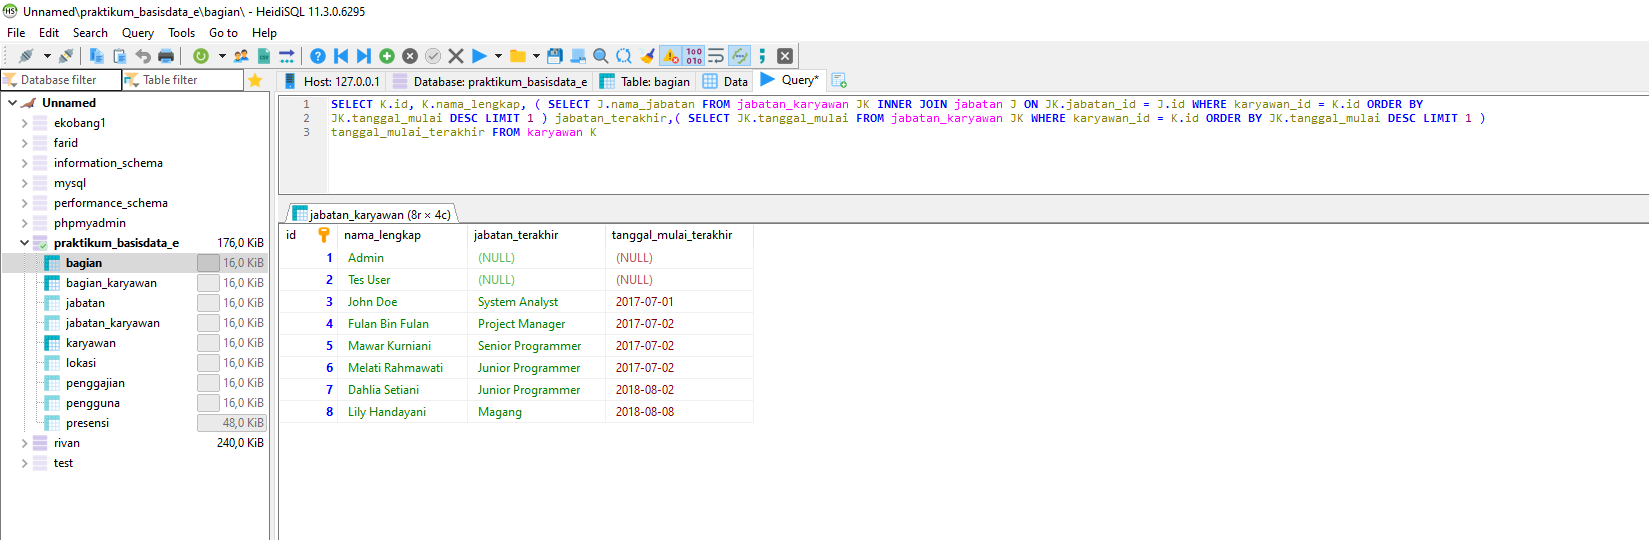 Unnamed\praktikum_basisdata_e\bagian\ - HeidiSQL 11.3.0.6295
File Edit Search Query Tools Go to Help
Database filter Table filter
Host: 127.0.0.1 Database: praktikum_basisdata_e Table: bagian Data Query*
Unnamed
ekobang1
farid
information_schema
mysql
performance_schema
phpmyadmin
praktikum_basisdata_e 176,0 KiB
bagian 16,0 KiB
bagian_karyawan 16,0 KiB
jabatan 16,0 KiB
jabatan_karyawan 16,0 KiB
karyawan 16,0 KiB
lokasi 16,0 KiB
penggajian 16,0 KiB
pengguna 16,0 KiB
presensi 48,0 KiB
rivan 240,0 KiB
test
1 SELECT K.id, K.nama_lengkap, ( SELECT J.nama_jabatan FROM jabatan_karyawan JK INNER JOIN jabatan J ON JK.jabatan_id = J.id WHERE karyawan_id = K.id ORDER BY
2 JK.tanggal_mulai DESC LIMIT 1 ) jabatan_terakhir,( SELECT JK.tanggal_mulai FROM jabatan_karyawan JK WHERE karyawan_id = K.id ORDER BY JK.tanggal_mulai DESC LIMIT 1 )
3 tanggal_mulai_terakhir FROM karyawan K
jabatan_karyawan (8r × 4c)
id nama_lengkap jabatan_terakhir tanggal_mulai_terakhir
1 Admin (NULL) (NULL)
2 Tes User (NULL) (NULL)
3 John Doe System Analyst 2017-07-01
4 Fulan Bin Fulan Project Manager 2017-07-02
5 Mawar Kurniani Senior Programmer 2017-07-02
6 Melati Rahmawati Junior Programmer 2017-07-02
7 Dahlia Setiani Junior Programmer 2018-08-02
8 Lily Handayani Magang 2018-08-08